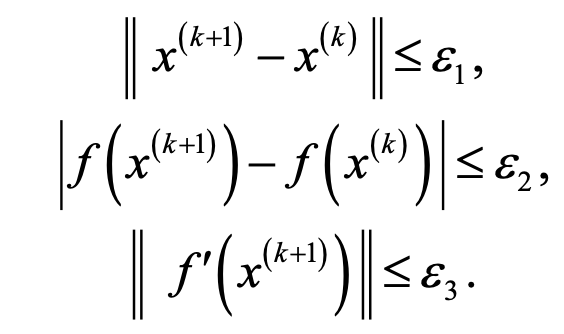 ‖ x^(k+1) − x^(k) ‖ ≤ ε₁,
|f(x^(k+1)) − f(x^(k))| ≤ ε₂,
‖ f′(x^(k+1)) ‖ ≤ ε₃.